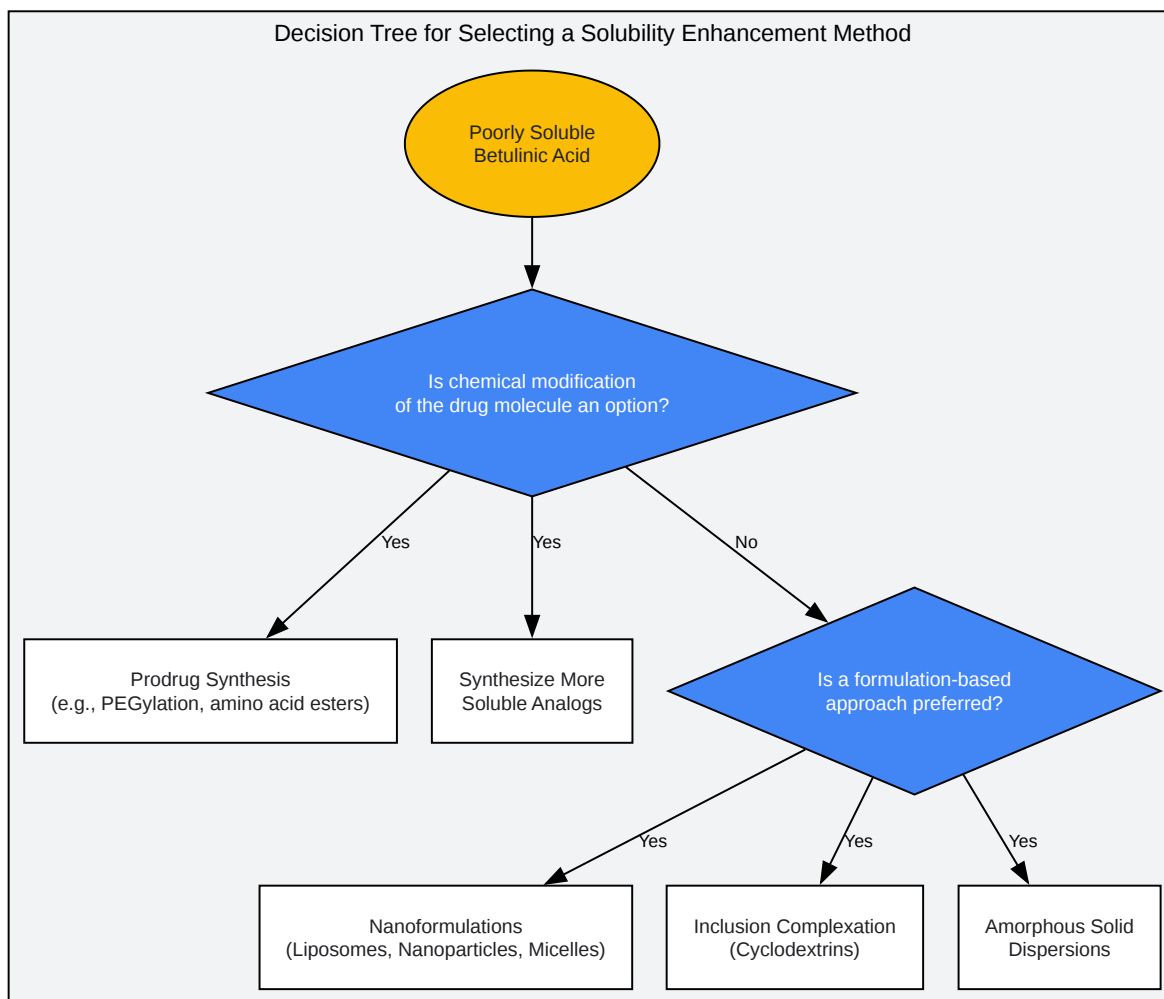 Decision Tree for Selecting a Solubility Enhancement Method
Poorly Soluble
Betulinic Acid
Is chemical modification
of the drug molecule an option?
Yes
Yes
No
Prodrug Synthesis
(e.g., PEGylation, amino acid esters)
Synthesize More
Soluble Analogs
Is a formulation-based
approach preferred?
Yes
Yes
Yes
Nanoformulations
(Liposomes, Nanoparticles, Micelles)
Inclusion Complexation
(Cyclodextrins)
Amorphous Solid
Dispersions